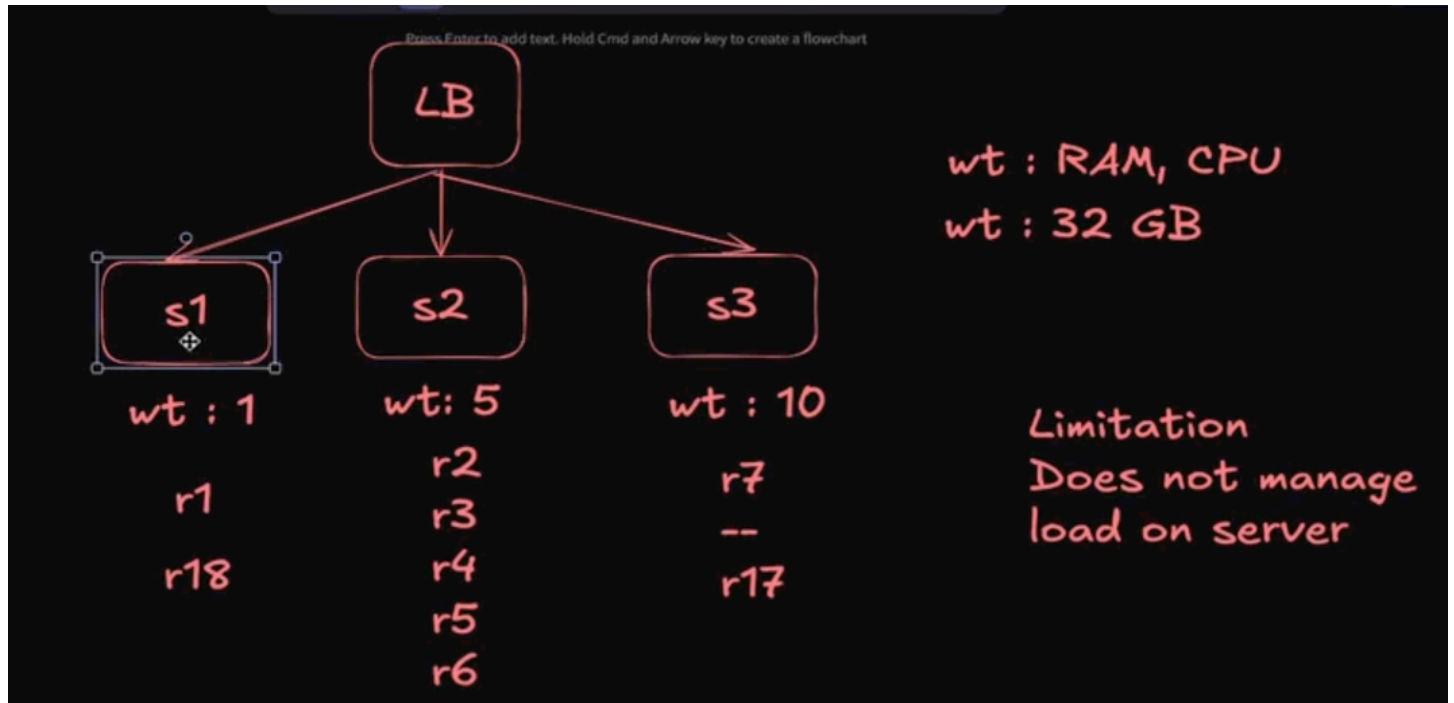 Press Enter to add text. Hold Cmd and Arrow key to create a flowchart
LB
wt : RAM, CPU
wt : 32 GB
s1
s2
s3
wt : 1
wt: 5
wt : 10
r1
r18
r2
r3
r4
r5
r6
r7
--
r17
Limitation
Does not manage
load on server